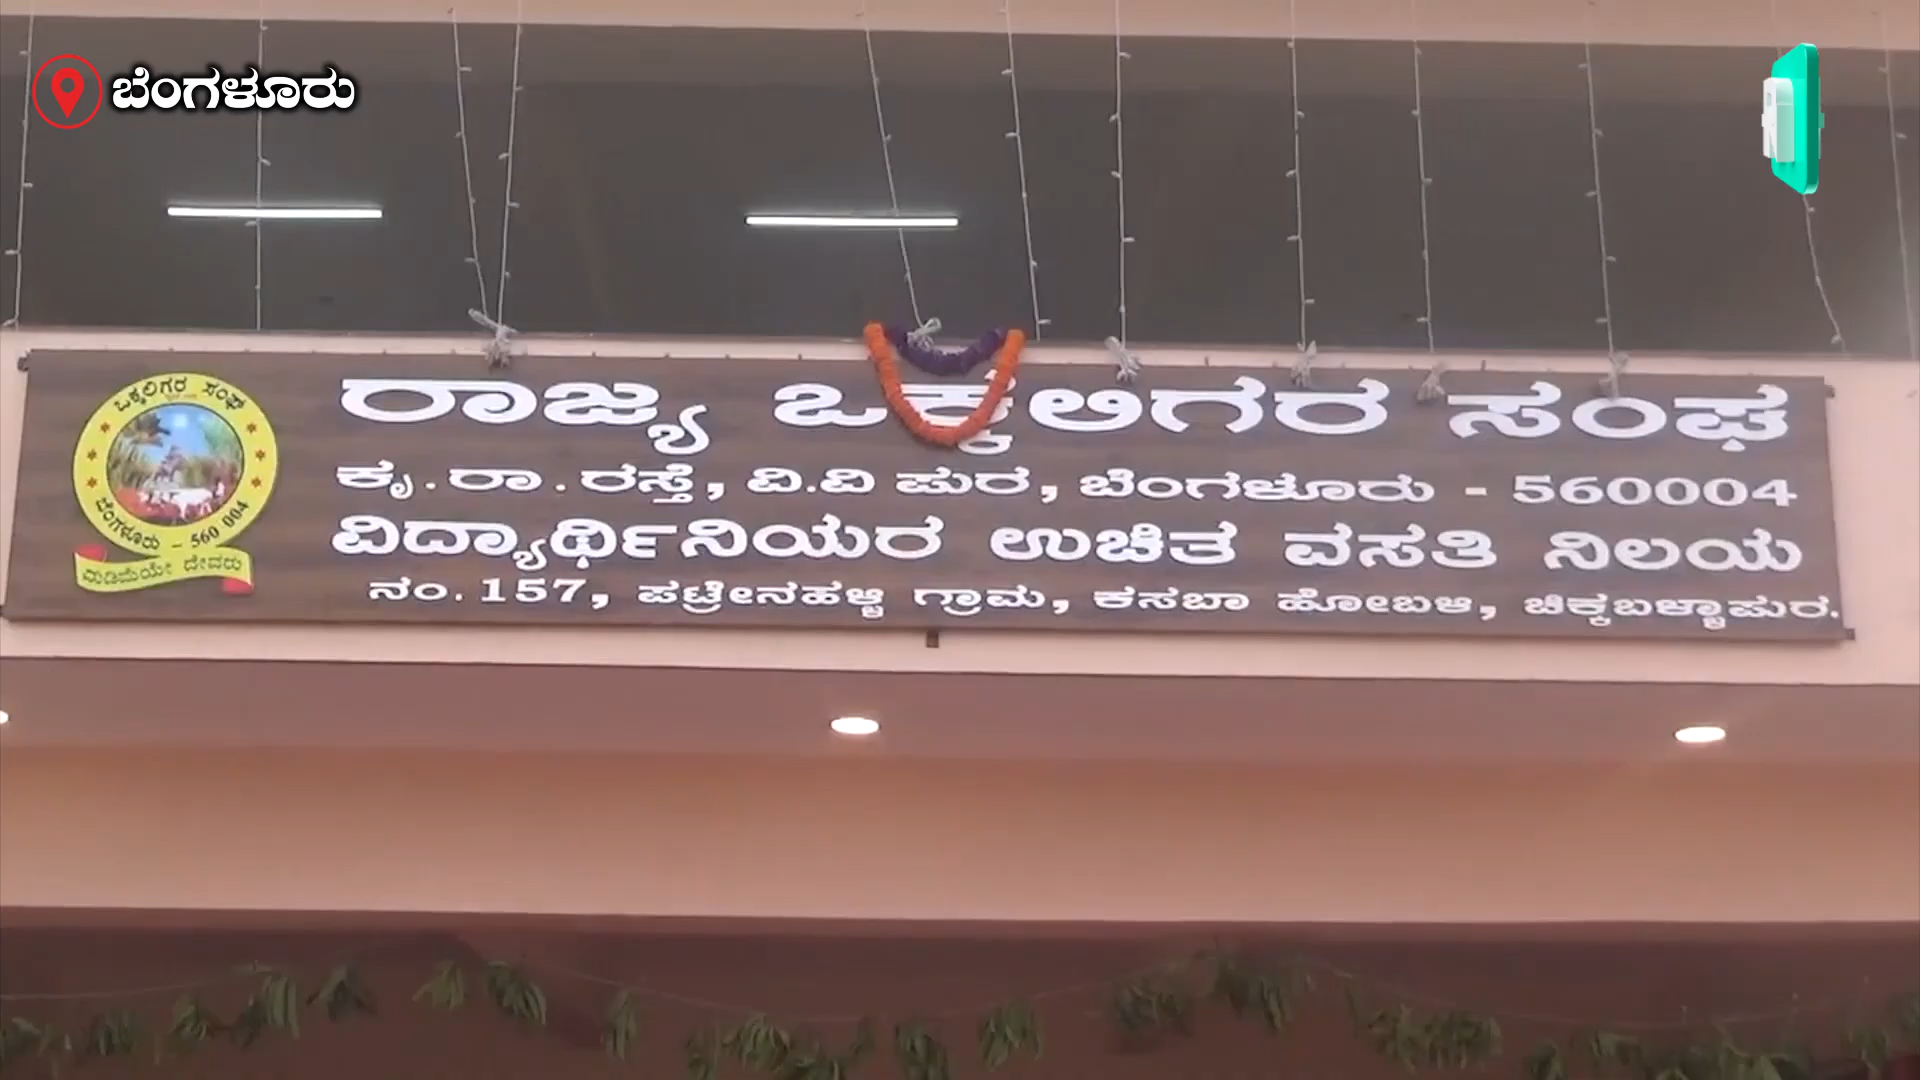 ಬೆಂಗಳೂರು
ರಾಜ್ಯ ಒಕ್ಕಲಿಗರ ಸಂಘ
ಕೃ.ರಾ.ರಸ್ತೆ, ವಿ.ವಿ ಪುರ, ಬೆಂಗಳೂರು - 560004
ವಿದ್ಯಾರ್ಥಿನಿಯರ ಉಚಿತ ವಸತಿ ನಿಲಯ
ನಂ.157, ಪಟ್ರೇನಹಳ್ಳಿ ಗ್ರಾಮ, ಕಸಬಾ ಹೋಬಳಿ, ಚಿಕ್ಕಬಳ್ಳಾಪುರ.
ಒಕ್ಕಲಿಗರ ಸಂಘ
ಬೆಂಗಳೂರು - 560 004
ದುಡಿಮೆಯೇ ದೇವರು